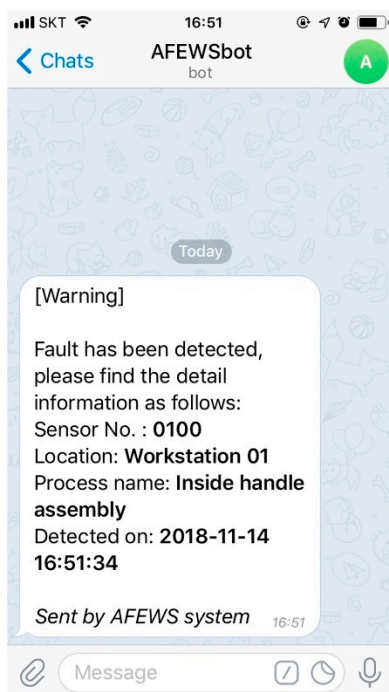 SKT 16:51
Chats
AFEWSbot
bot
A
Today
[Warning]
Fault has been detected,
please find the detail
information as follows:
Sensor No. : 0100
Location: Workstation 01
Process name: Inside handle
assembly
Detected on: 2018-11-14
16:51:34
Sent by AFEWS system 16:51
Message